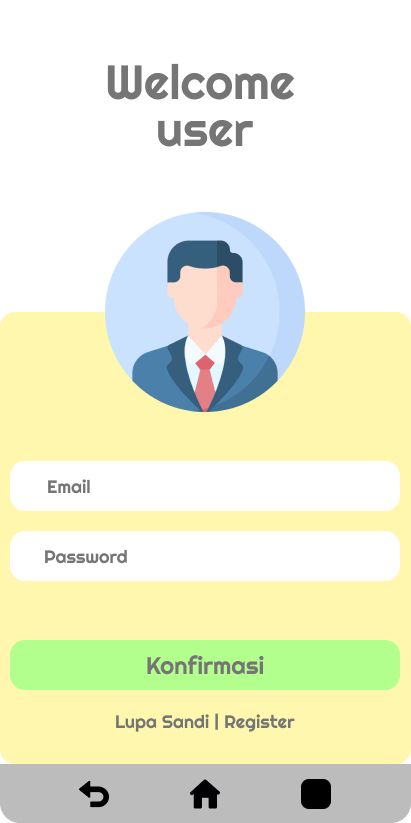 Welcome
user
Email
Password
Konfirmasi
Lupa Sandi | Register